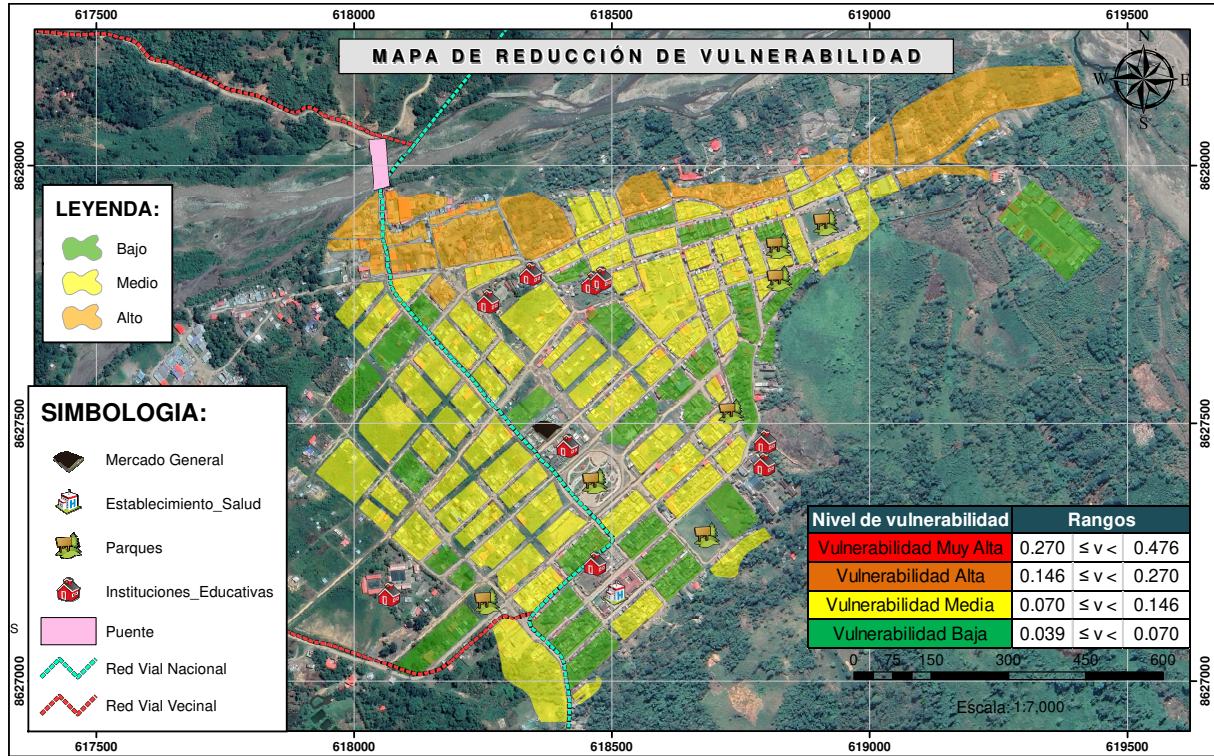 617500 618000 618500 619000 619500
MAPA DE REDUCCIÓN DE VULNERABILIDAD
N
W E
S
8628000 8628000
LEYENDA:
Bajo
Medio
Alto
8627500 8627500
SIMBOLOGIA:
Mercado General
Establecimiento_Salud
Parques
Instituciones_Educativas
Puente
Red Vial Nacional
Red Vial Vecinal
S
Nivel de vulnerabilidad Rangos
Vulnerabilidad Muy Alta 0.270 ≤ v < 0.476
Vulnerabilidad Alta 0.146 ≤ v < 0.270
Vulnerabilidad Media 0.070 ≤ v < 0.146
Vulnerabilidad Baja 0.039 ≤ v < 0.070
0 75 150 300 450 600
Escala: 1:7,000
8627000 8627000
617500 618000 618500 619000 619500